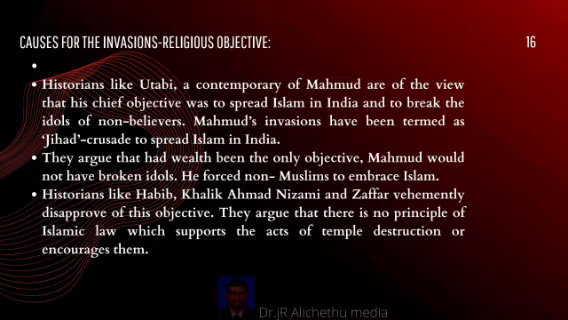 CAUSES FOR THE INVASIONS-RELIGIOUS OBJECTIVE:
16
•
• Historians like Utabi, a contemporary of Mahmud are of the view
that his chief objective was to spread Islam in India and to break the
idols of non-believers. Mahmud's invasions have been termed as
'Jihad'-crusade to spread Islam in India.
• They argue that had wealth been the only objective, Mahmud would
not have broken idols. He forced non- Muslims to embrace Islam.
• Historians like Habib, Khalik Ahmad Nizami and Zaffar vehemently
disapprove of this objective. They argue that there is no principle of
Islamic law which supports the acts of temple destruction or
encourages them.
Dr.jR Alichethu media